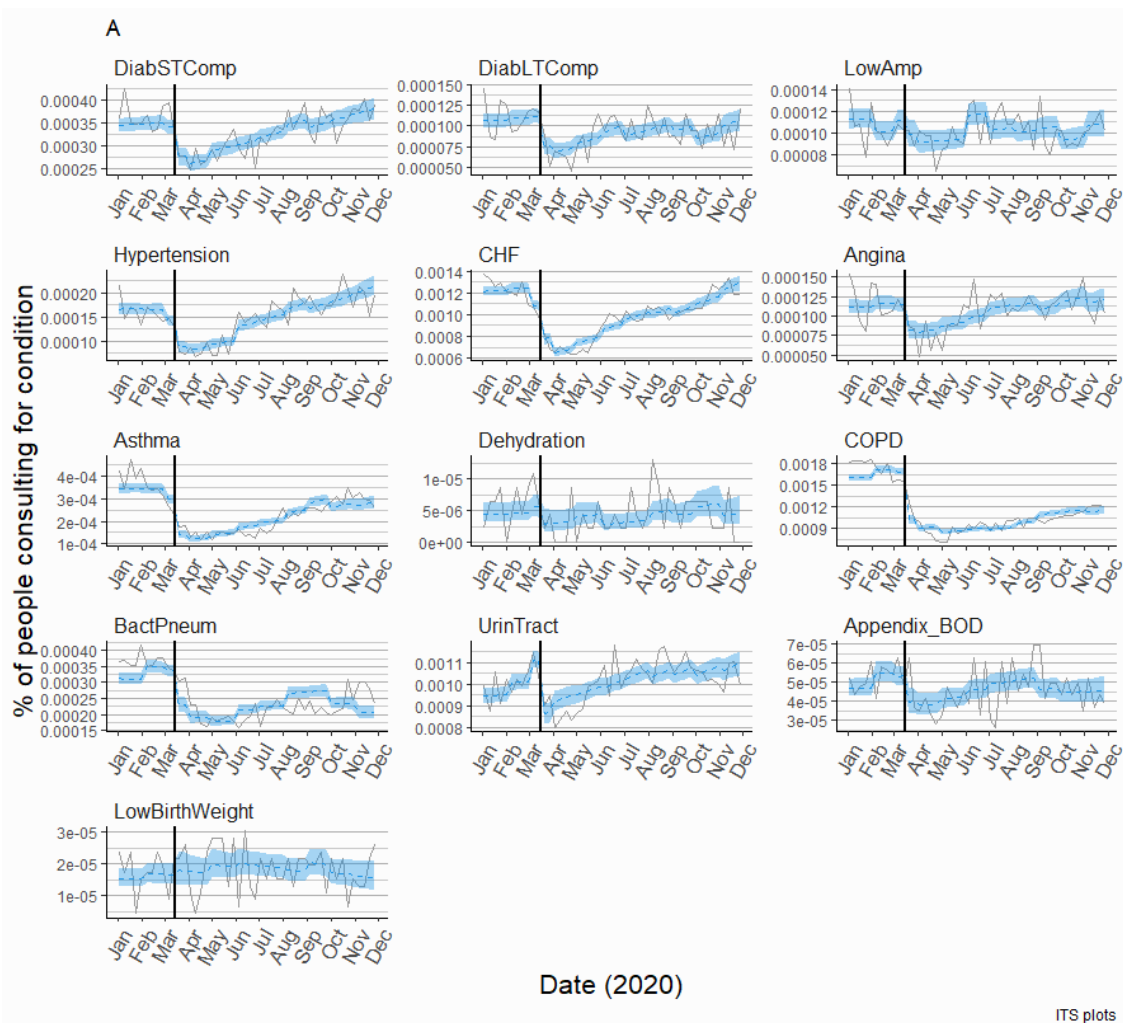 A
% of people consulting for condition
DiabSTComp
0.00040
0.00035
0.00030
0.00025
Jan Feb Mar Apr May Jun Jul Aug Sep Oct Nov Dec
DiabLTComp
0.000150
0.000125
0.000100
0.000075
0.000050
Jan Feb Mar Apr May Jun Jul Aug Sep Oct Nov Dec
LowAmp
0.00014
0.00012
0.00010
0.00008
Jan Feb Mar Apr May Jun Jul Aug Sep Oct Nov Dec
Hypertension
0.00020
0.00015
0.00010
Jan Feb Mar Apr May Jun Jul Aug Sep Oct Nov Dec
CHF
0.0014
0.0012
0.0010
0.0008
0.0006
Jan Feb Mar Apr May Jun Jul Aug Sep Oct Nov Dec
Angina
0.000150
0.000125
0.000100
0.000075
0.000050
Jan Feb Mar Apr May Jun Jul Aug Sep Oct Nov Dec
Asthma
4e-04
3e-04
2e-04
1e-04
Jan Feb Mar Apr May Jun Jul Aug Sep Oct Nov Dec
Dehydration
1e-05
5e-06
0e+00
Jan Feb Mar Apr May Jun Jul Aug Sep Oct Nov Dec
COPD
0.0018
0.0015
0.0012
0.0009
Jan Feb Mar Apr May Jun Jul Aug Sep Oct Nov Dec
BactPneum
0.00040
0.00035
0.00030
0.00025
0.00020
0.00015
Jan Feb Mar Apr May Jun Jul Aug Sep Oct Nov Dec
UrinTract
0.0011
0.0010
0.0009
0.0008
Jan Feb Mar Apr May Jun Jul Aug Sep Oct Nov Dec
Appendix_BOD
7e-05
6e-05
5e-05
4e-05
3e-05
Jan Feb Mar Apr May Jun Jul Aug Sep Oct Nov Dec
LowBirthWeight
3e-05
2e-05
1e-05
Jan Feb Mar Apr May Jun Jul Aug Sep Oct Nov Dec
Date (2020)
ITS plots